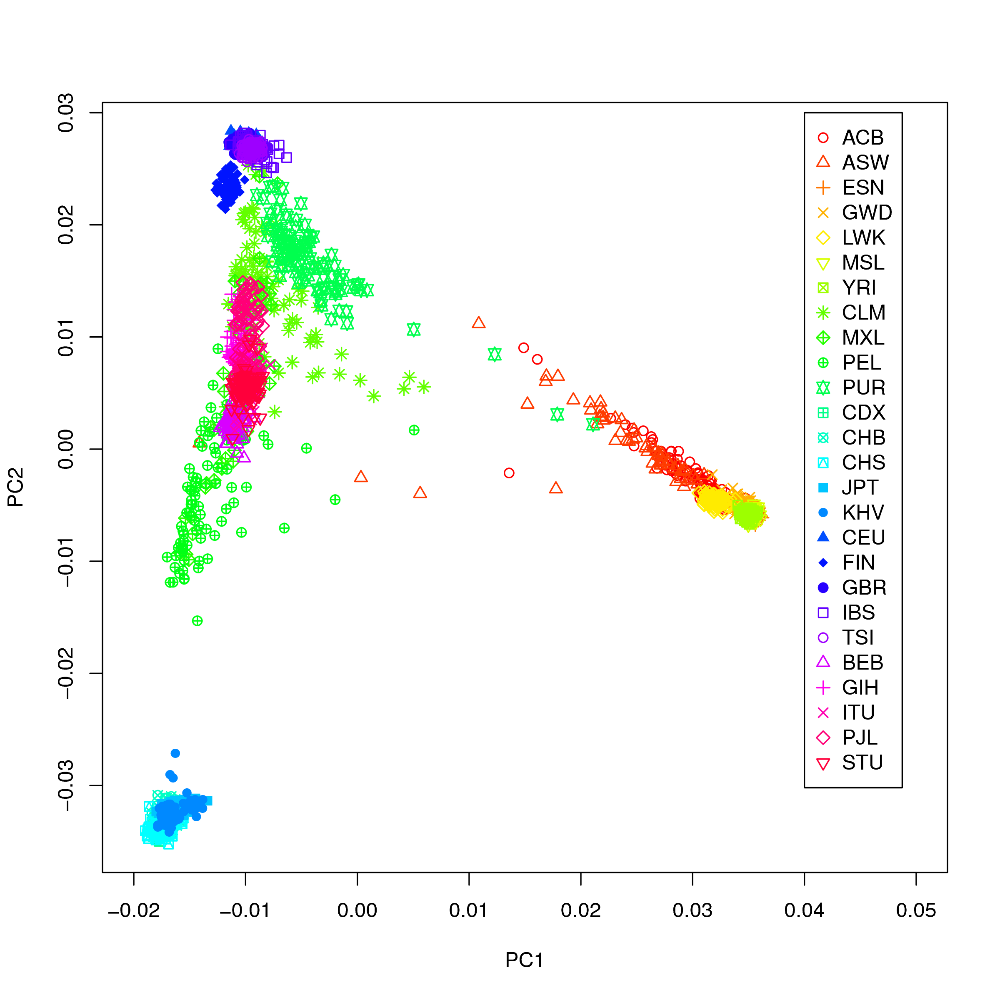 0.03
0.02
0.01
0.00
−0.01
−0.02
−0.03
PC2
−0.02
−0.01
0.00
0.01
0.02
0.03
0.04
0.05
PC1
ACB
ASW
ESN
GWD
LWK
MSL
YRI
CLM
MXL
PEL
PUR
CDX
CHB
CHS
JPT
KHV
CEU
FIN
GBR
IBS
TSI
BEB
GIH
ITU
PJL
STU